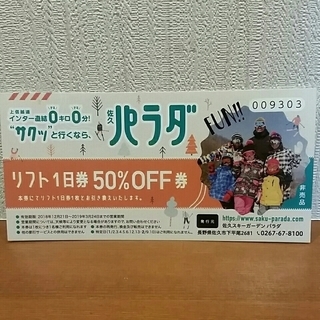 上信越道
インター直結0キロ0分!
"サクッ"と行くなら、
佐久
パラダ
FUN!!
009303
リフト1日券 50%OFF券
本券にてリフト1日券1枚とお引き換えいたします。
非売品
発行元
https://www.saku-parada.com
佐久スキーガーデン パラダ
長野県佐久市下平尾2681 0267-67-8100